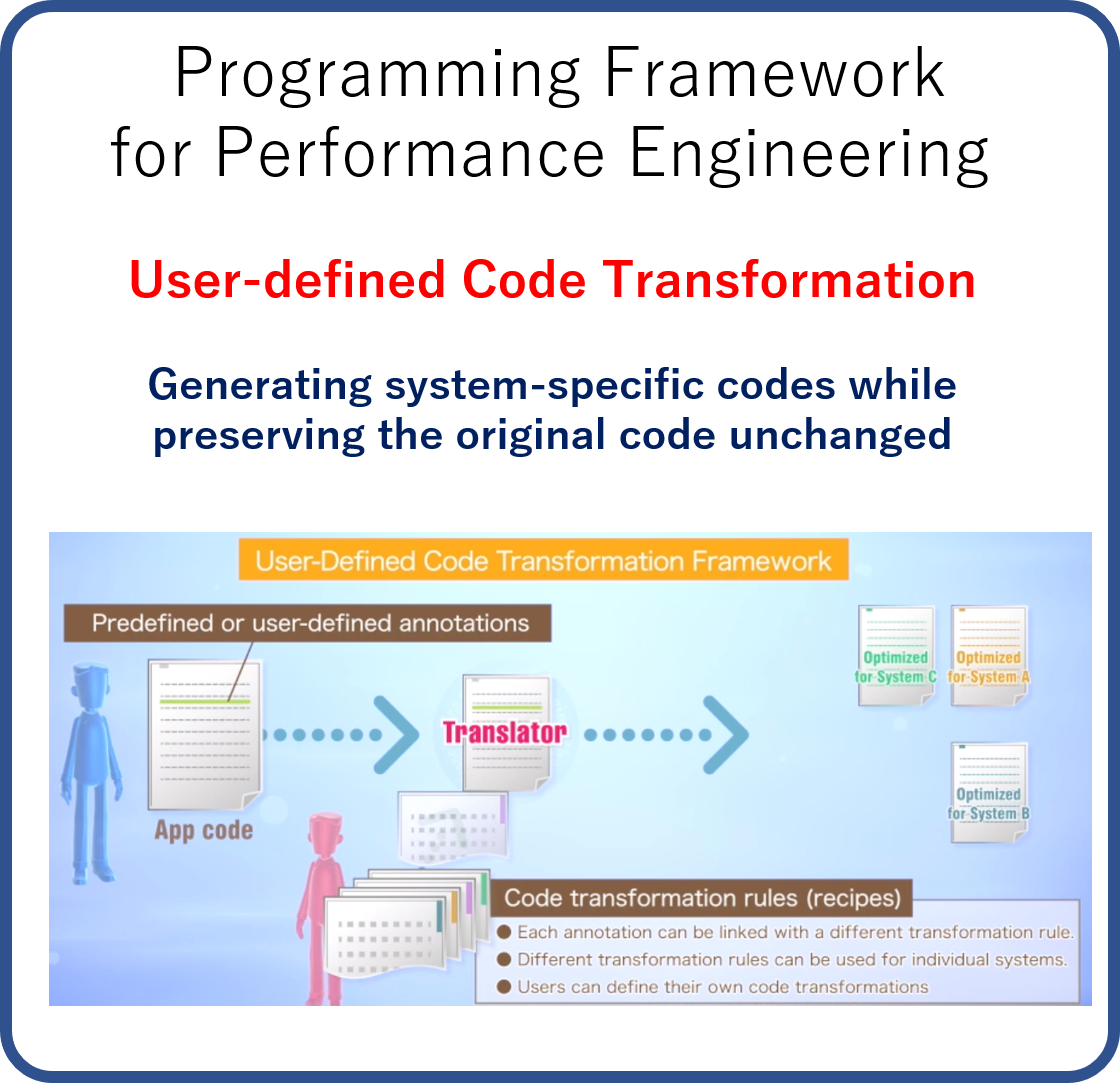 Programming Framework
for Performance Engineering
User-defined Code Transformation
Generating system-specific codes while
preserving the original code unchanged
User-Defined Code Transformation Framework
Predefined or user-defined annotations
App code
Translator
Optimized
for System C
Optimized
for System A
Optimized
for System B
Code transformation rules (recipes)
● Each annotation can be linked with a different transformation rule.
● Different transformation rules can be used for individual systems.
● Users can define their own code transformations